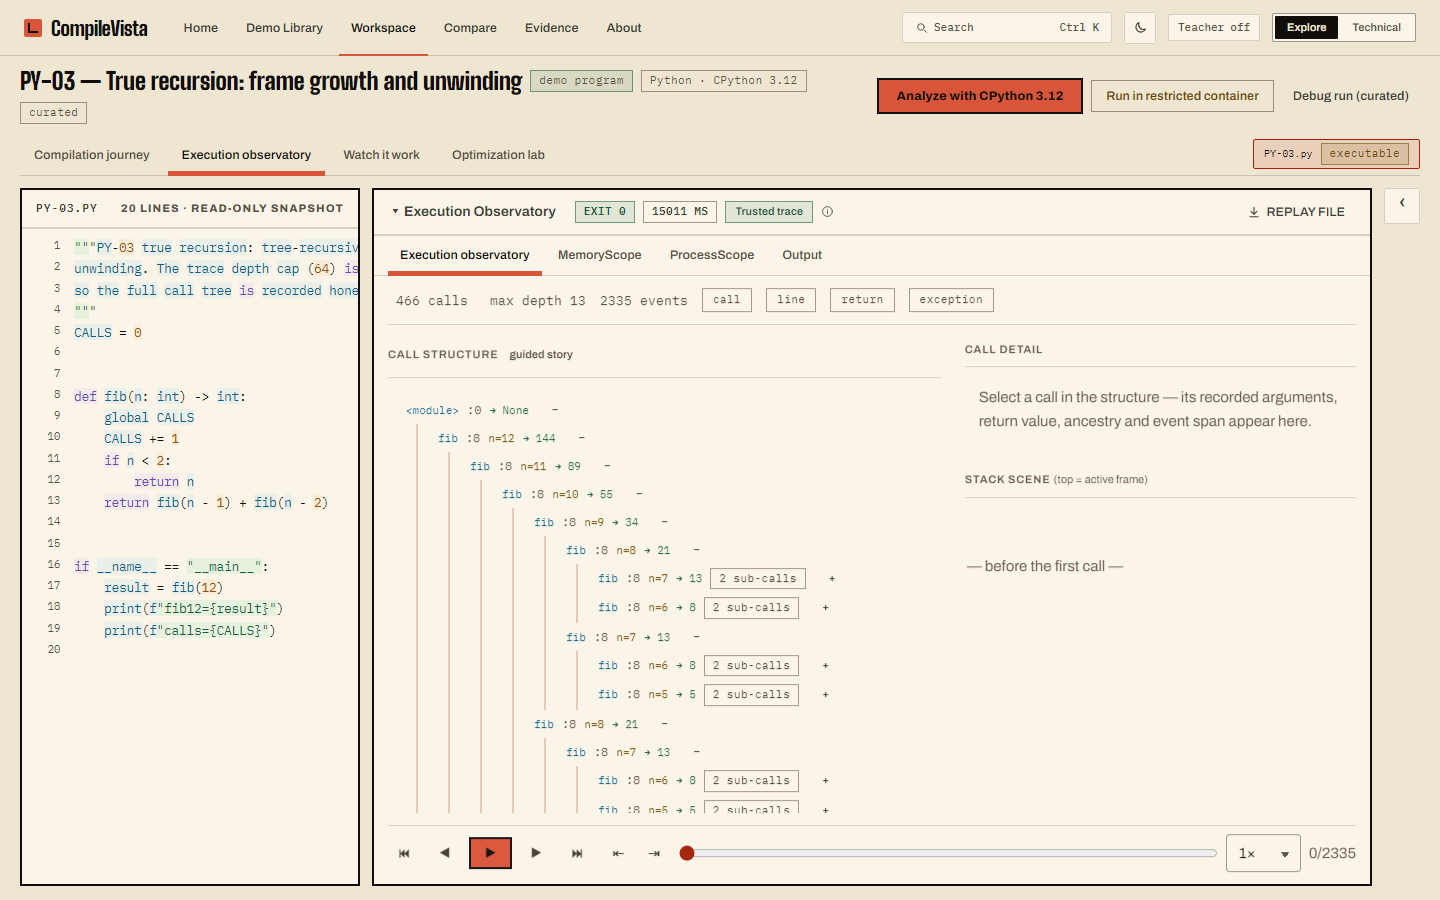 CompileVista Home Demo Library Workspace Compare Evidence About Search Ctrl K Teacher off Explore Technical
PY-03 — True recursion: frame growth and unwinding demo program Python · CPython 3.12
curated
Analyze with CPython 3.12 Run in restricted container Debug run (curated)
Compilation journey Execution observatory Watch it work Optimization lab PY-03.py executable
PY-03.PY 20 LINES · READ-ONLY SNAPSHOT
1 """PY-03 true recursion: tree-recursiv
2 unwinding. The trace depth cap (64) is
3 so the full call tree is recorded hone
4 """
5 CALLS = 0
6
7
8 def fib(n: int) -> int:
9 global CALLS
10 CALLS += 1
11 if n < 2:
12 return n
13 return fib(n - 1) + fib(n - 2)
14
15
16 if __name__ == "__main__":
17 result = fib(12)
18 print(f"fib12={result}")
19 print(f"calls={CALLS}")
20
▾ Execution Observatory EXIT 0 15011 MS Trusted trace REPLAY FILE
Execution observatory MemoryScope ProcessScope Output
466 calls max depth 13 2335 events call line return exception
CALL STRUCTURE guided story
<module> :0 → None −
fib :8 n=12 → 144 −
fib :8 n=11 → 89 −
fib :8 n=10 → 55 −
fib :8 n=9 → 34 −
fib :8 n=8 → 21 −
fib :8 n=7 → 13 2 sub-calls +
fib :8 n=6 → 8 2 sub-calls +
fib :8 n=7 → 13 −
fib :8 n=6 → 8 2 sub-calls +
fib :8 n=5 → 5 2 sub-calls +
fib :8 n=8 → 21 −
fib :8 n=7 → 13 −
fib :8 n=6 → 8 2 sub-calls +
fib :8 n=5 → 5 2 sub-calls +
CALL DETAIL
Select a call in the structure — its recorded arguments,
return value, ancestry and event span appear here.
STACK SCENE (top = active frame)
— before the first call —
1× 0/2335